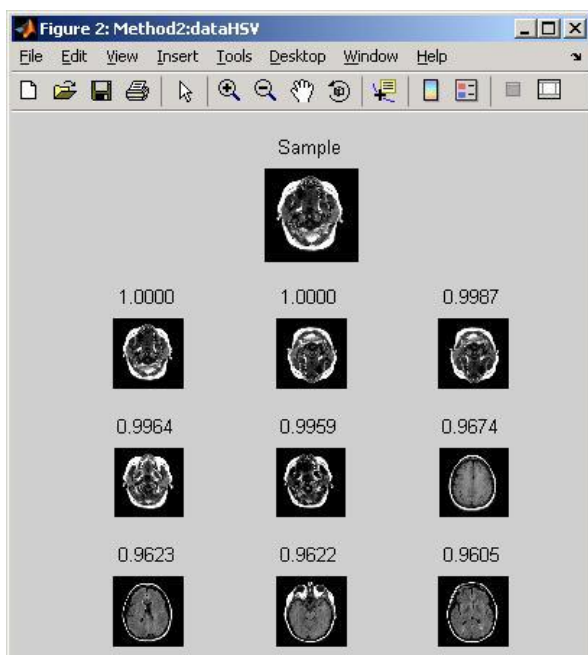 Figure 2: Method2:dataHSV
File Edit View Insert Tools Desktop Window Help
Sample
1.0000 1.0000 0.9987
0.9964 0.9959 0.9674
0.9623 0.9622 0.9605